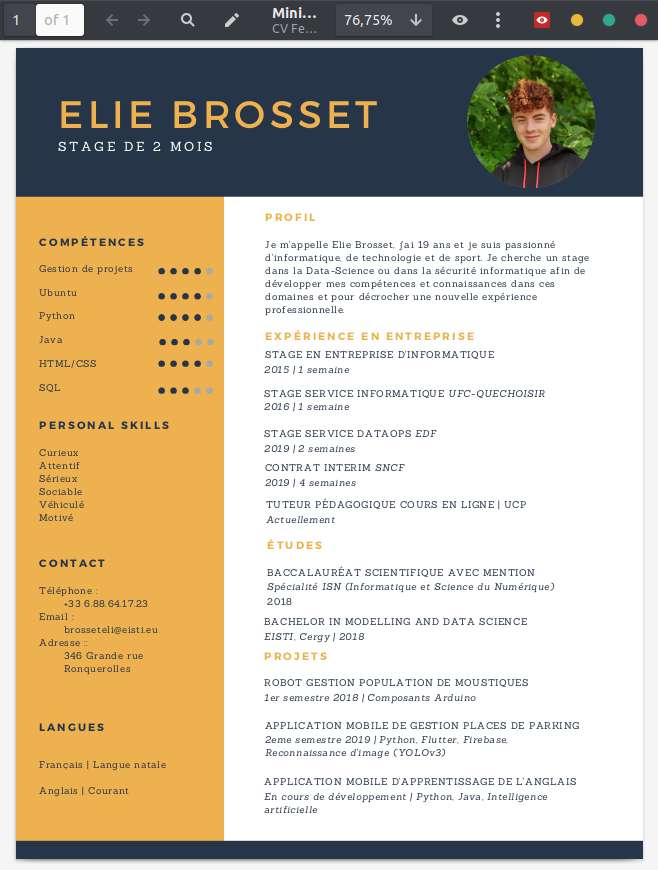 1 of 1
Mini...
CV Fe...
76,75%
ELIE BROSSET
STAGE DE 2 MOIS
COMPÉTENCES
Gestion de projets
Ubuntu
Python
Java
HTML/CSS
SQL
PERSONAL SKILLS
Curieux
Attentif
Sérieux
Sociable
Véhiculé
Motivé
CONTACT
Téléphone :
+33 6.88.64.17.23
Email :
brosseteli@eisti.eu
Adresse :
346 Grande rue
Ronquerolles
LANGUES
Français | Langue natale
Anglais | Courant
PROFIL
Je m'appelle Elie Brosset, j'ai 19 ans et je suis passionné
d'informatique, de technologie et de sport. Je cherche un stage
dans la Data-Science ou dans la sécurité informatique afin de
développer mes compétences et connaissances dans ces
domaines et pour décrocher une nouvelle expérience
professionnelle.
EXPÉRIENCE EN ENTREPRISE
STAGE EN ENTREPRISE D'INFORMATIQUE
2015 | 1 semaine
STAGE SERVICE INFORMATIQUE UFC-QUECHOISIR
2016 | 1 semaine
STAGE SERVICE DATAOPS EDF
2019 | 2 semaines
CONTRAT INTERIM SNCF
2019 | 4 semaines
TUTEUR PÉDAGOGIQUE COURS EN LIGNE | UCP
Actuellement
ÉTUDES
BACCALAURÉAT SCIENTIFIQUE AVEC MENTION
Spécialité ISN (Informatique et Science du Numérique)
2018
BACHELOR IN MODELLING AND DATA SCIENCE
EISTI, Cergy | 2018
PROJETS
ROBOT GESTION POPULATION DE MOUSTIQUES
1er semestre 2018 | Composants Arduino
APPLICATION MOBILE DE GESTION PLACES DE PARKING
2eme semestre 2019 | Python, Flutter, Firebase,
Reconnaissance d'image (YOLOv3)
APPLICATION MOBILE D'APPRENTISSAGE DE L'ANGLAIS
En cours de développement | Python, Java, Intelligence
artificielle